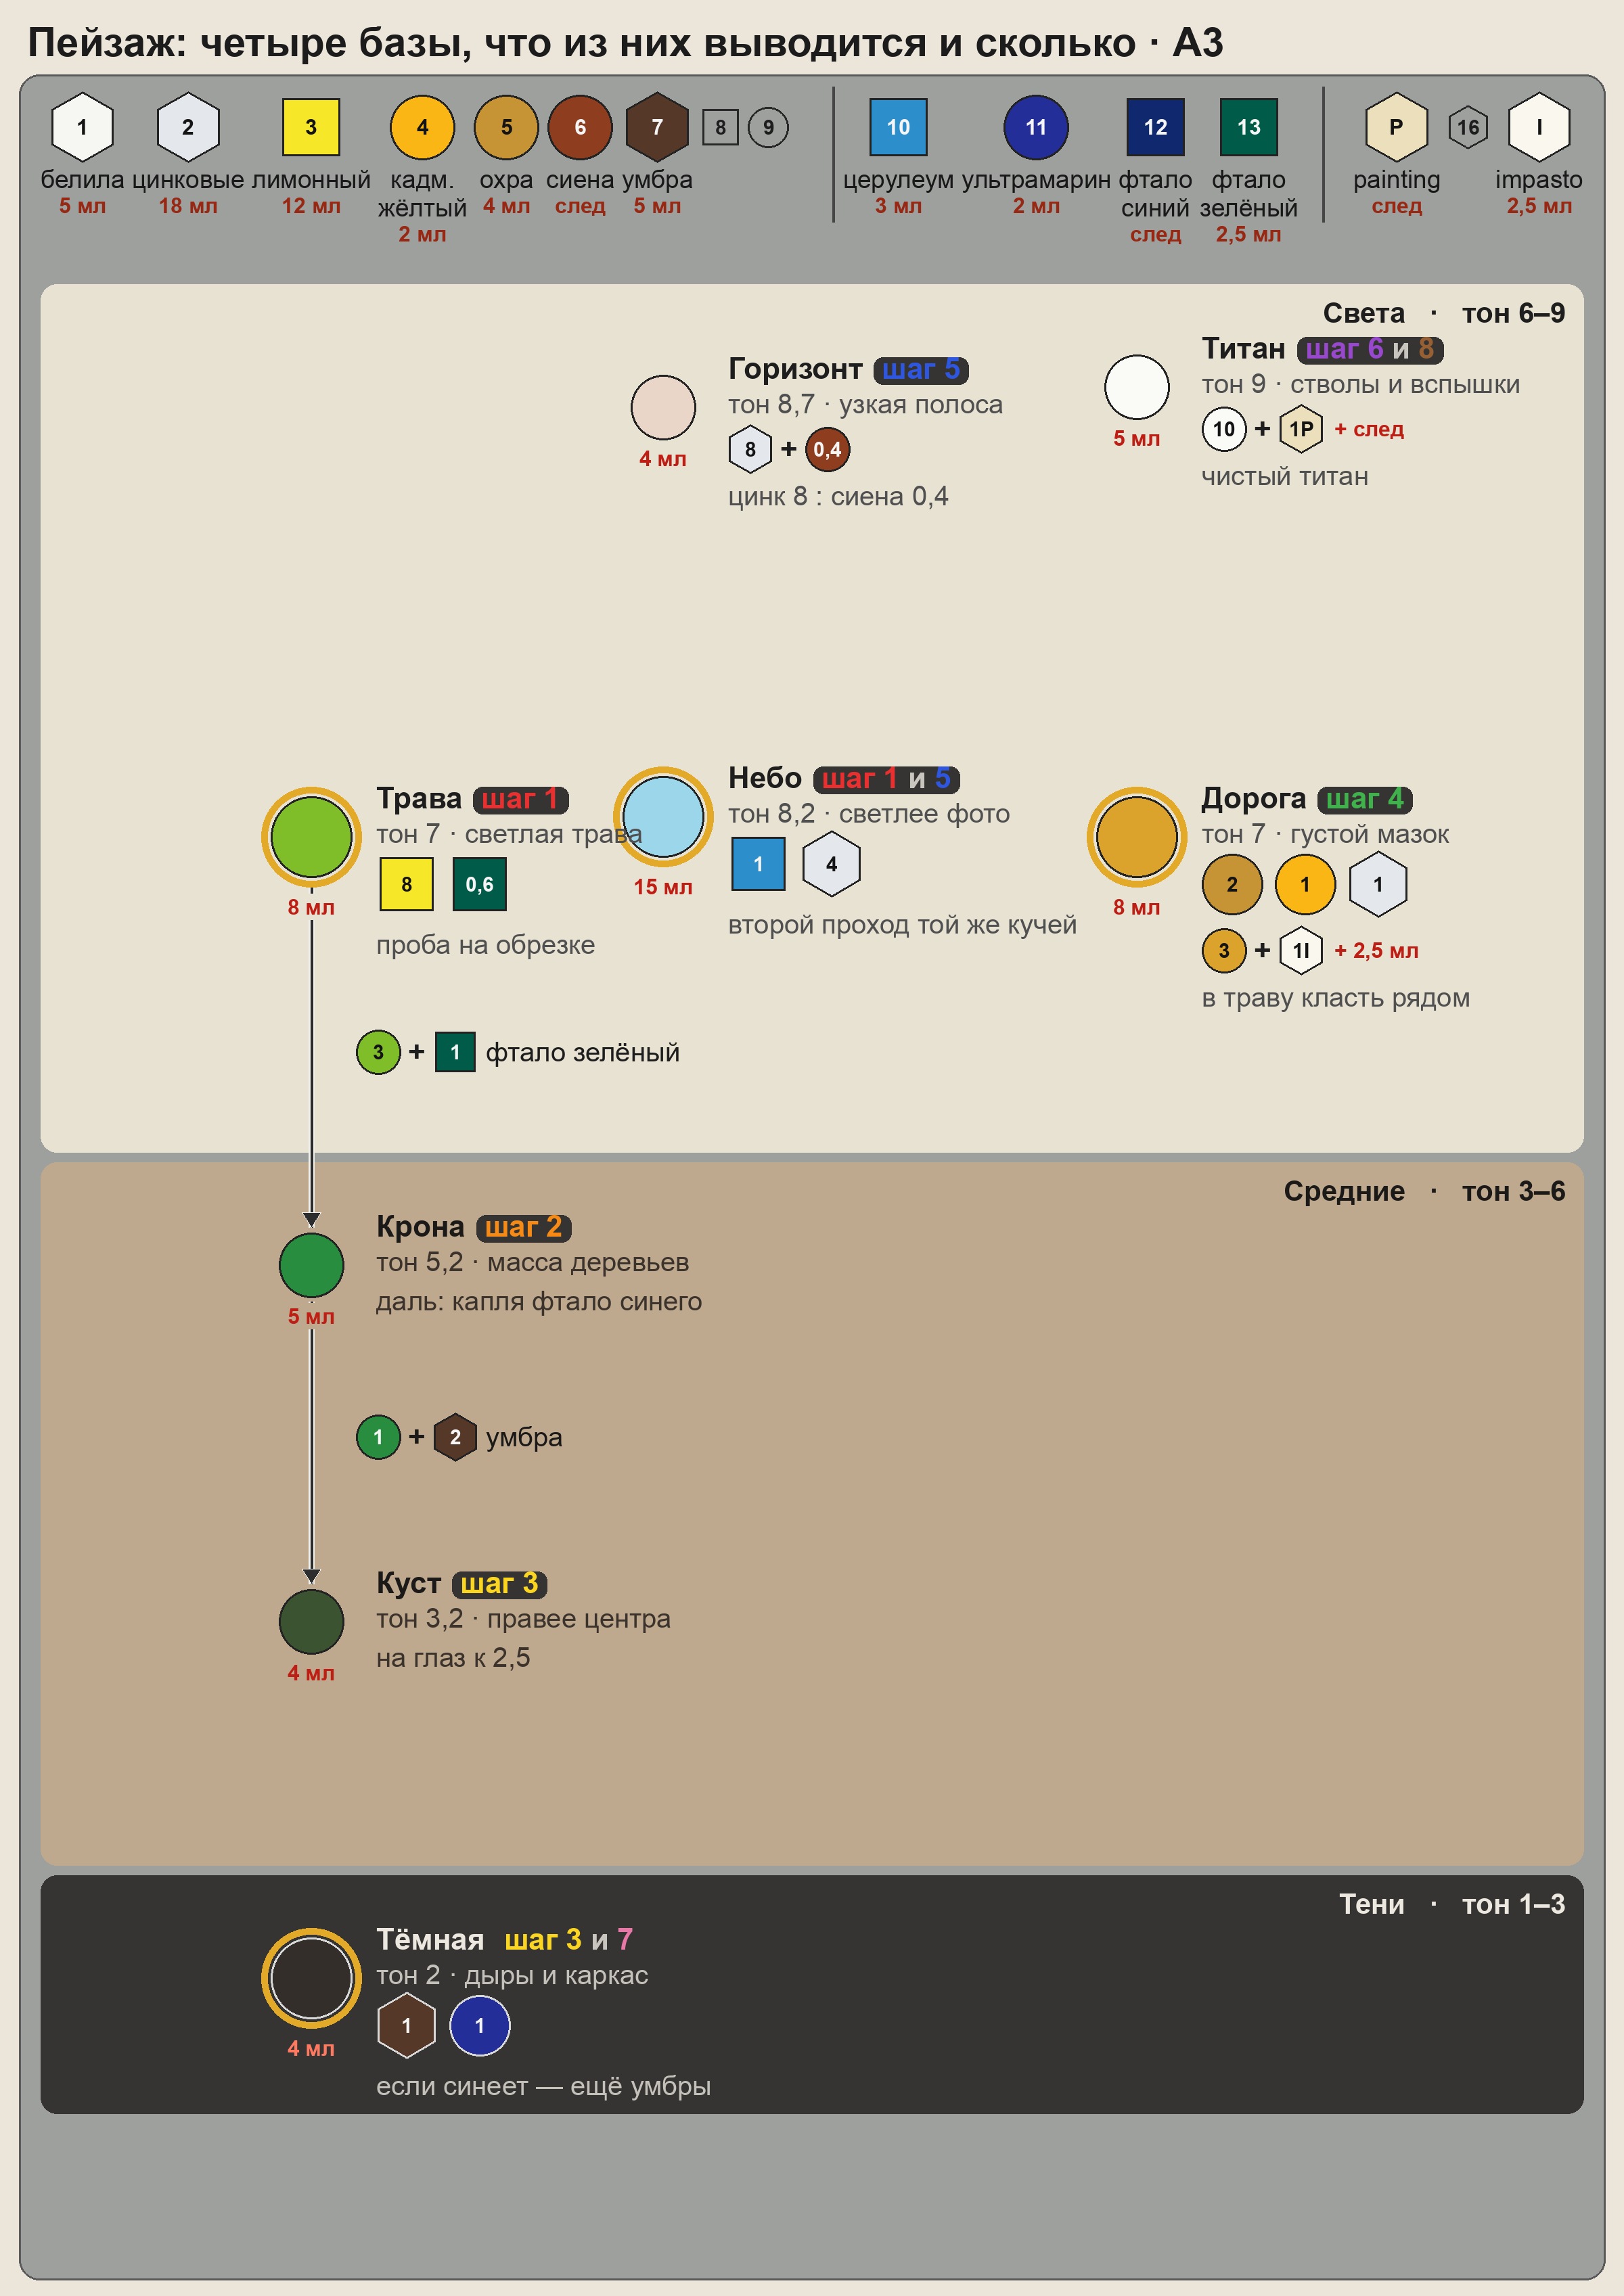 Пейзаж: четыре базы, что из них выводится и сколько · А3
1 2 3 4 5 6 7 8 9 10 11 12 13 P 16 I
белила цинковые лимонный кадм. охра сиена умбра церулеум ультрамарин фтало фтало painting impasto
5 мл 18 мл 12 мл жёлтый 4 мл след 5 мл 3 мл 2 мл синий зелёный след 2,5 мл
2 мл след 2,5 мл
Света · тон 6–9
Горизонт шаг 5
тон 8,7 · узкая полоса
8 + 0,4
4 мл
цинк 8 : сиена 0,4
Титан шаг 6 и 8
тон 9 · стволы и вспышки
10 + 1P + след
5 мл
чистый титан
Трава шаг 1
тон 7 · светлая трава
8 0,6
8 мл
проба на обрезке
Небо шаг 1 и 5
тон 8,2 · светлее фото
1 4
15 мл
второй проход той же кучей
Дорога шаг 4
тон 7 · густой мазок
2 1 1
8 мл
3 + 1I + 2,5 мл
в траву класть рядом
3 + 1 фтало зелёный
Средние · тон 3–6
Крона шаг 2
тон 5,2 · масса деревьев
даль: капля фтало синего
5 мл
1 + 2 умбра
Куст шаг 3
тон 3,2 · правее центра
на глаз к 2,5
4 мл
Тени · тон 1–3
Тёмная шаг 3 и 7
тон 2 · дыры и каркас
1 1
4 мл
если синеет — ещё умбры